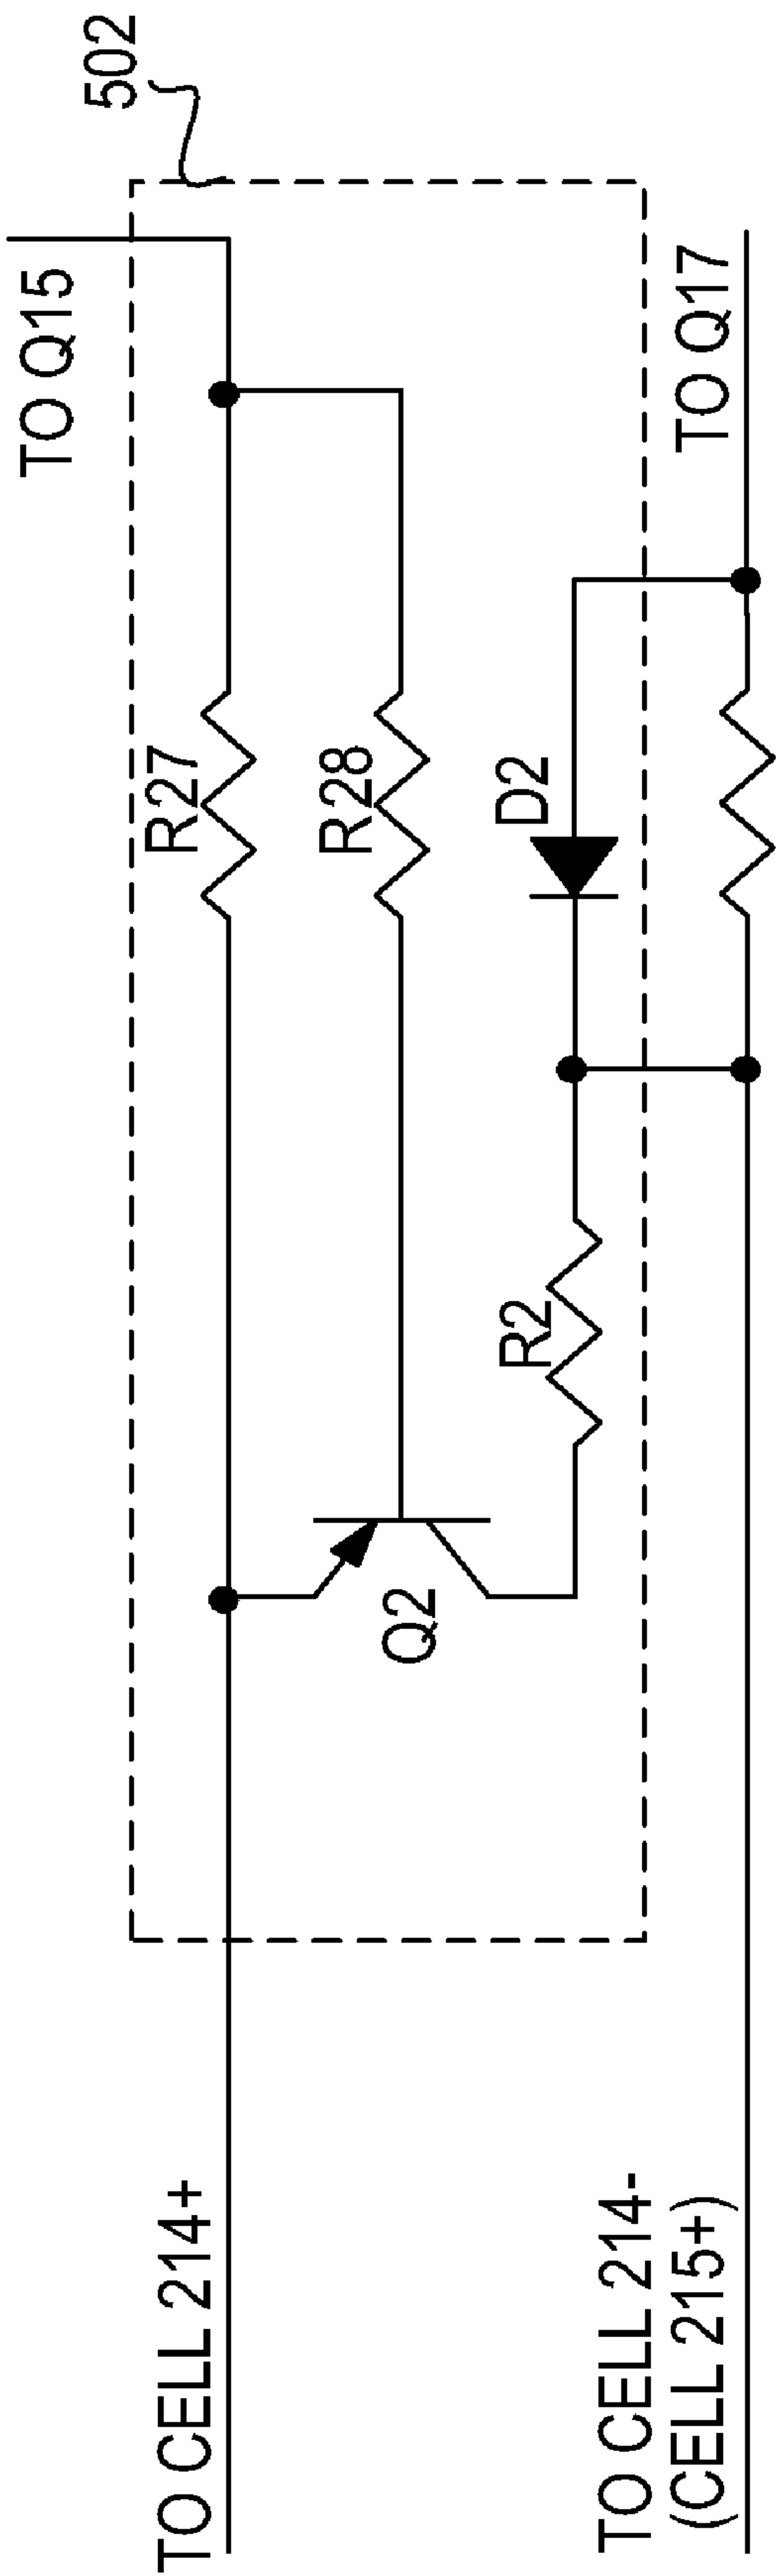 502
TO Q15
R27
R28
D2
TO Q17
R2
Q2
TO CELL 214+
TO CELL 214-
(CELL 215+)